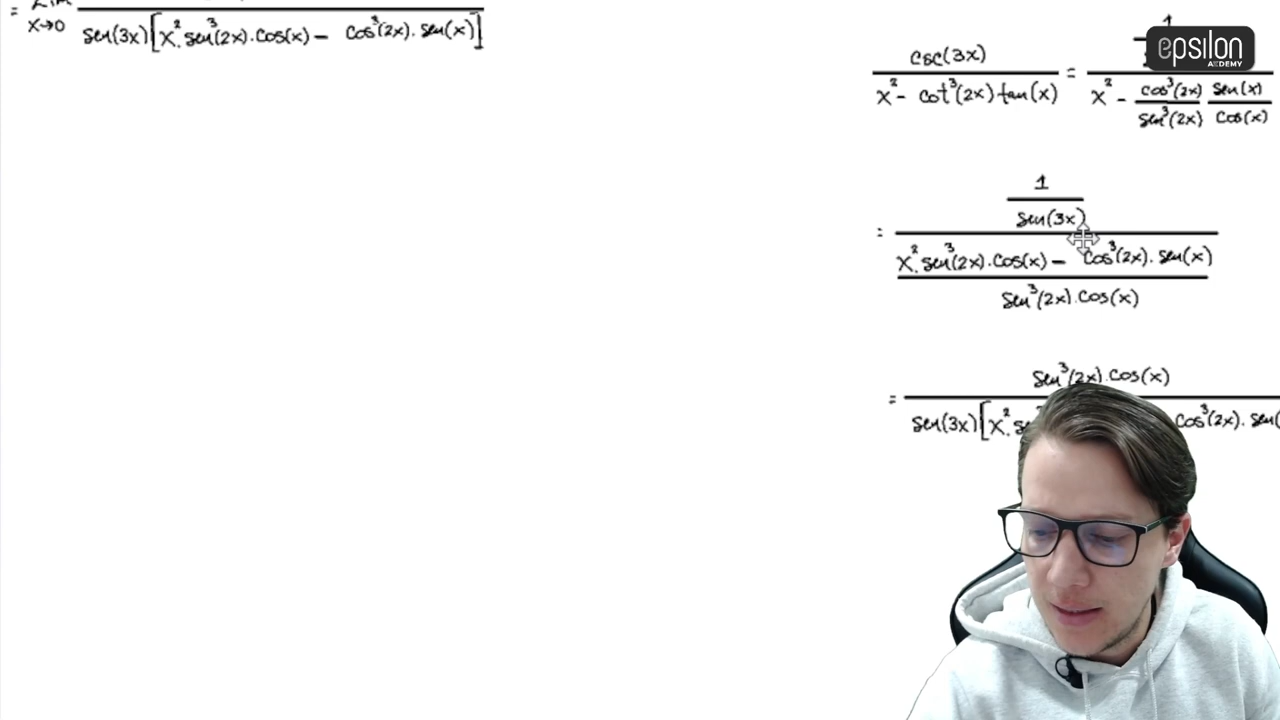 = x→0
sen(3x)[x².sen³(2x).cos(x) - cos³(2x).sen(x)]
epsilon
AXDEMY
csc(3x) / x² - cot³(2x)tan(x) = 1 / x² - cos³(2x)/sen³(2x) sen(x)/cos(x)
1
sen(3x)
= x².sen³(2x).cos(x) - cos³(2x).sen(x)
sen³(2x).cos(x)
sen³(2x).cos(x)
= sen(3x)[x². cos³(2x).